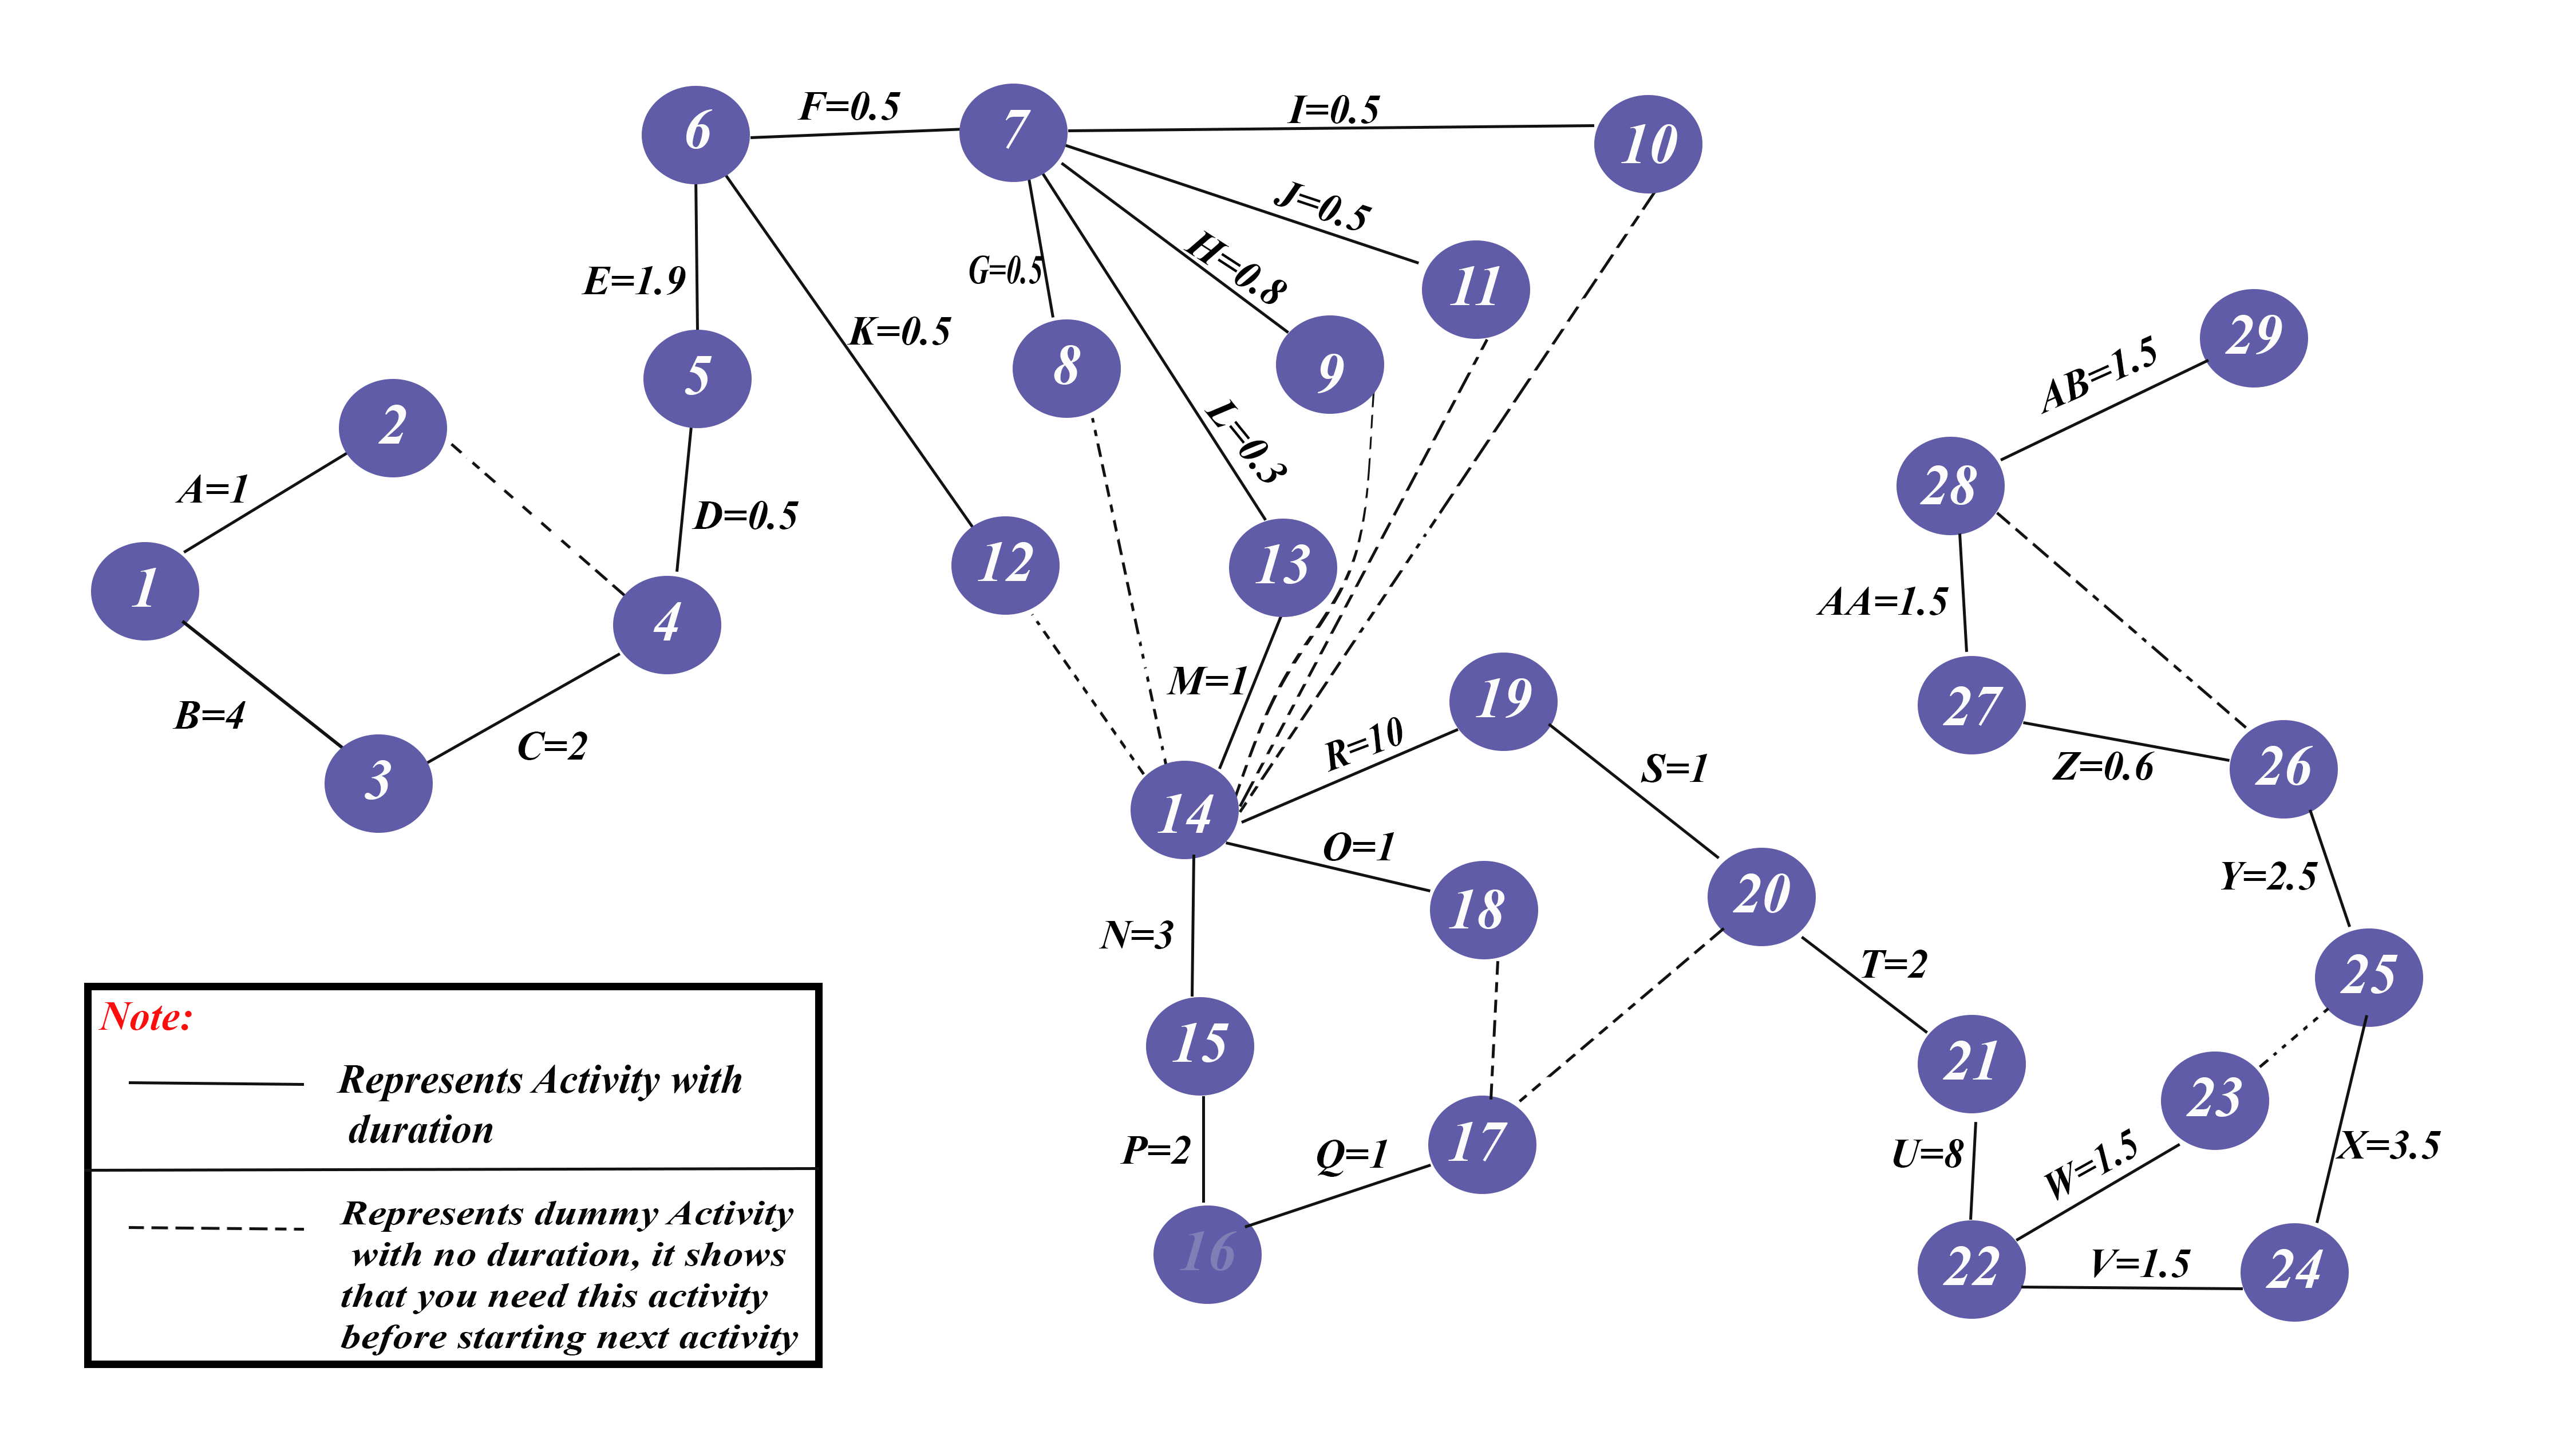 F=0.5
I=0.5
6
7
10
J=0.5
H=0.8
E=1.9
G=0.5
11
K=0.5
29
AB=1.5
5
8
9
2
L=0.3
A=1
28
D=0.5
12
13
1
AA=1.5
4
M=1
19
27
B=4
R=10
C=2
S=1
Z=0.6
26
3
14
O=1
Y=2.5
20
18
N=3
T=2
25
Note:
15
21
23
Represents Activity with
duration
P=2
Q=1
17
U=8
W=1.5
X=3.5
Represents dummy Activity
with no duration, it shows
that you need this activity
before starting next activity
16
22
V=1.5
24